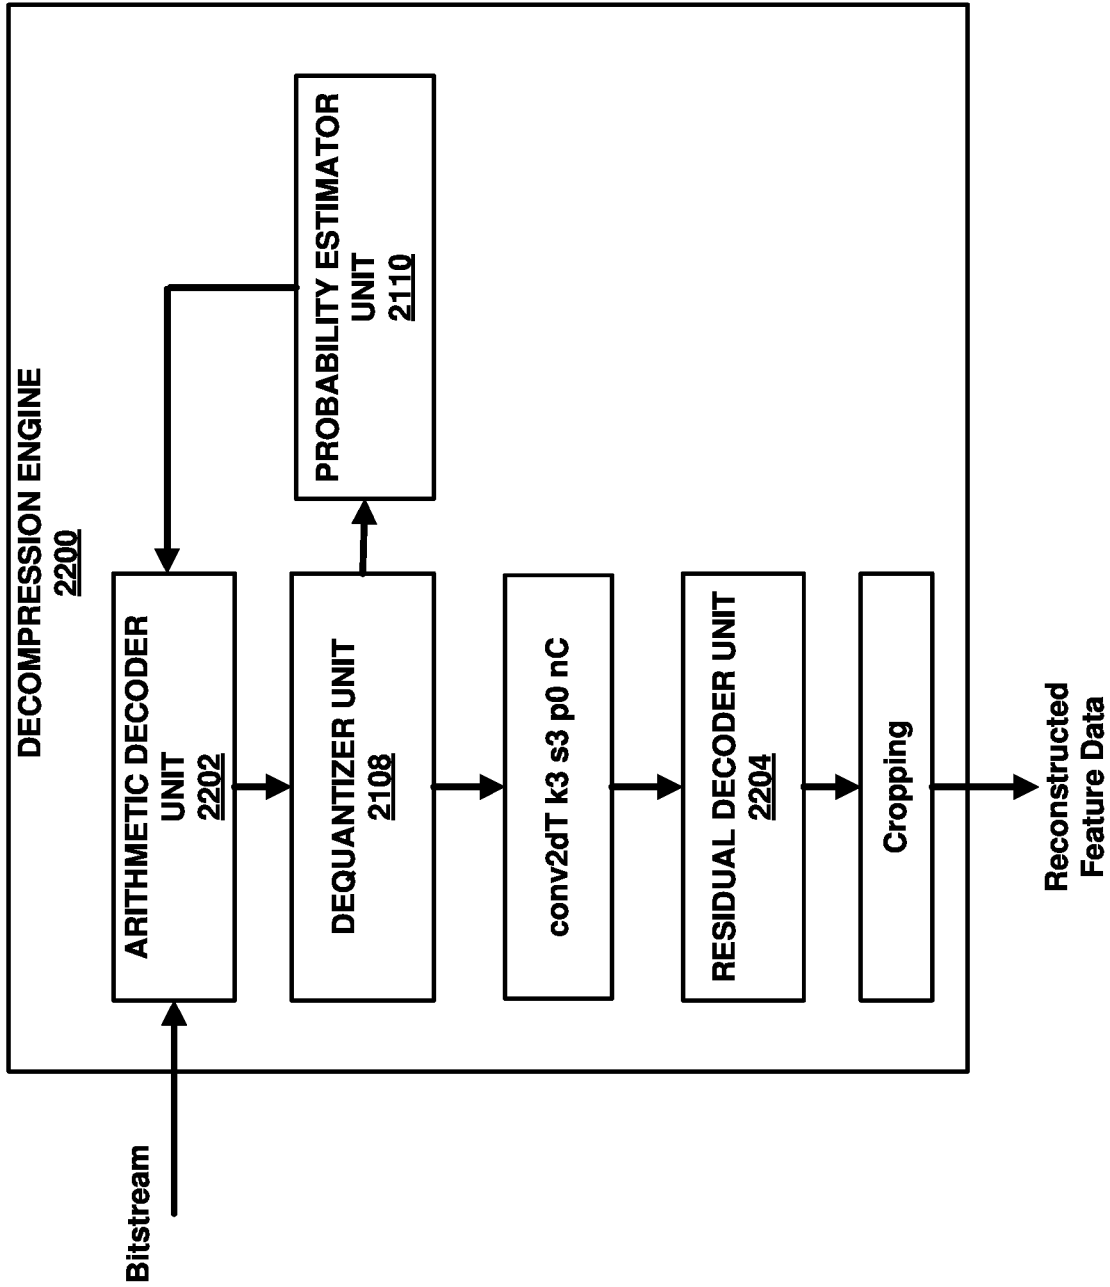 DECOMPRESSION ENGINE
2200
Bitstream
ARITHMETIC DECODER
UNIT
2202
DEQUANTIZER UNIT
2108
PROBABILITY ESTIMATOR
UNIT
2110
conv2dT k3 s3 p0 nC
RESIDUAL DECODER UNIT
2204
Cropping
Reconstructed
Feature Data